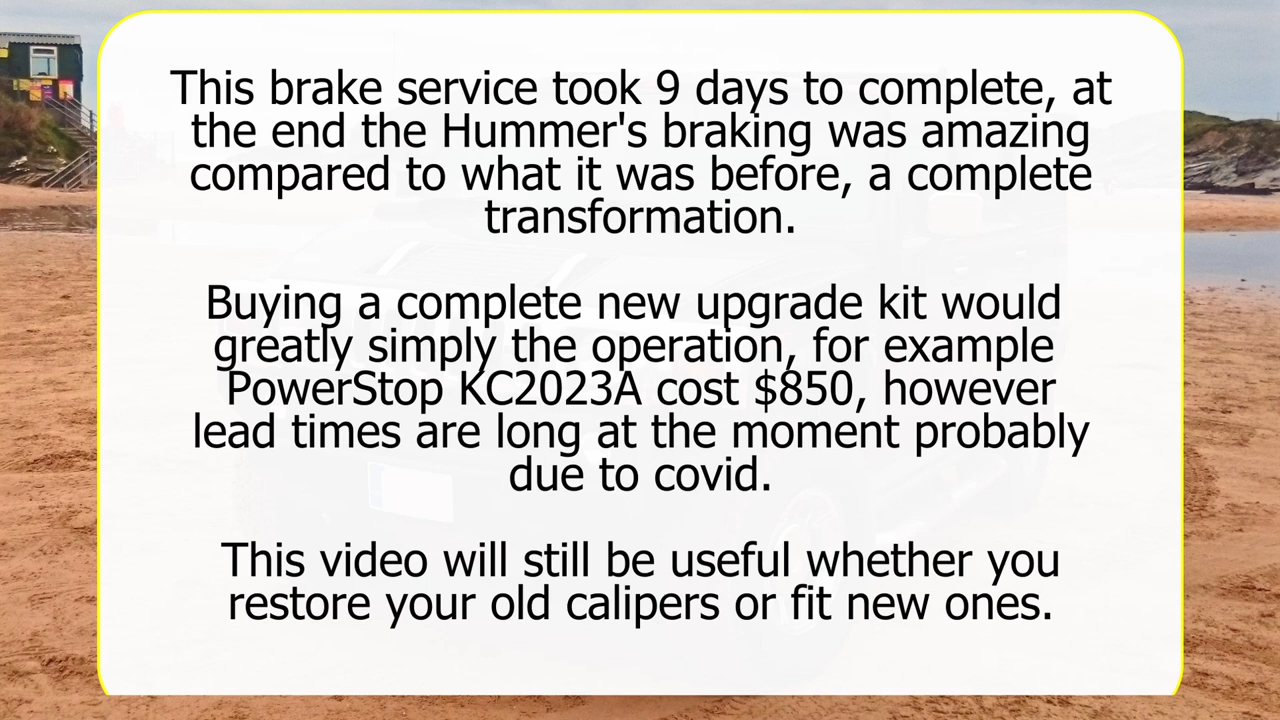 This brake service took 9 days to complete, at
the end the Hummer's braking was amazing
compared to what it was before, a complete
transformation.
Buying a complete new upgrade kit would
greatly simply the operation, for example
PowerStop KC2023A cost $850, however
lead times are long at the moment probably
due to covid.
This video will still be useful whether you
restore your old calipers or fit new ones.